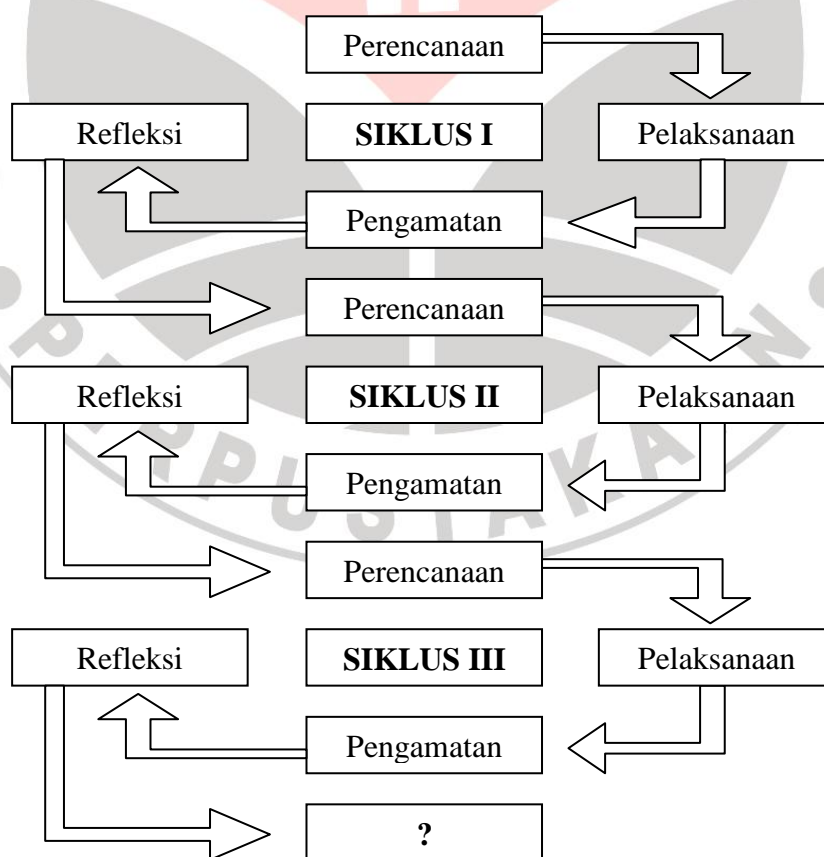 Perencanaan
Refleksi SIKLUS I Pelaksanaan
Pengamatan
Perencanaan
Refleksi SIKLUS II Pelaksanaan
Pengamatan
Perencanaan
Refleksi SIKLUS III Pelaksanaan
Pengamatan
?